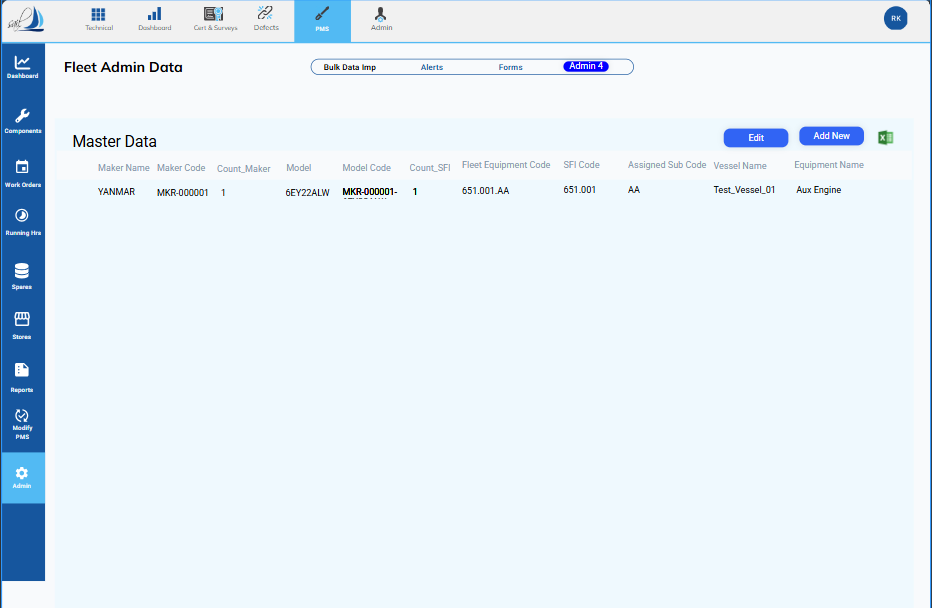 Technical
Dashboard
Cert & Surveys
Defects
PMS
Admin
RK
Dashboard
Components
Work Orders
Running Hrs
Spares
Stores
Reports
Modify
PMS
Admin
Fleet Admin Data
Bulk Data Imp
Alerts
Forms
Admin 4
Master Data
Edit
Add New
Maker Name Maker Code Count_Maker Model Model Code Count_SFI Fleet Equipment Code SFI Code Assigned Sub Code Vessel Name Equipment Name
YANMAR MKR-000001 1 6EY22ALW MKR-000001- 1 651.001.AA 651.001 AA Test_Vessel_01 Aux Engine